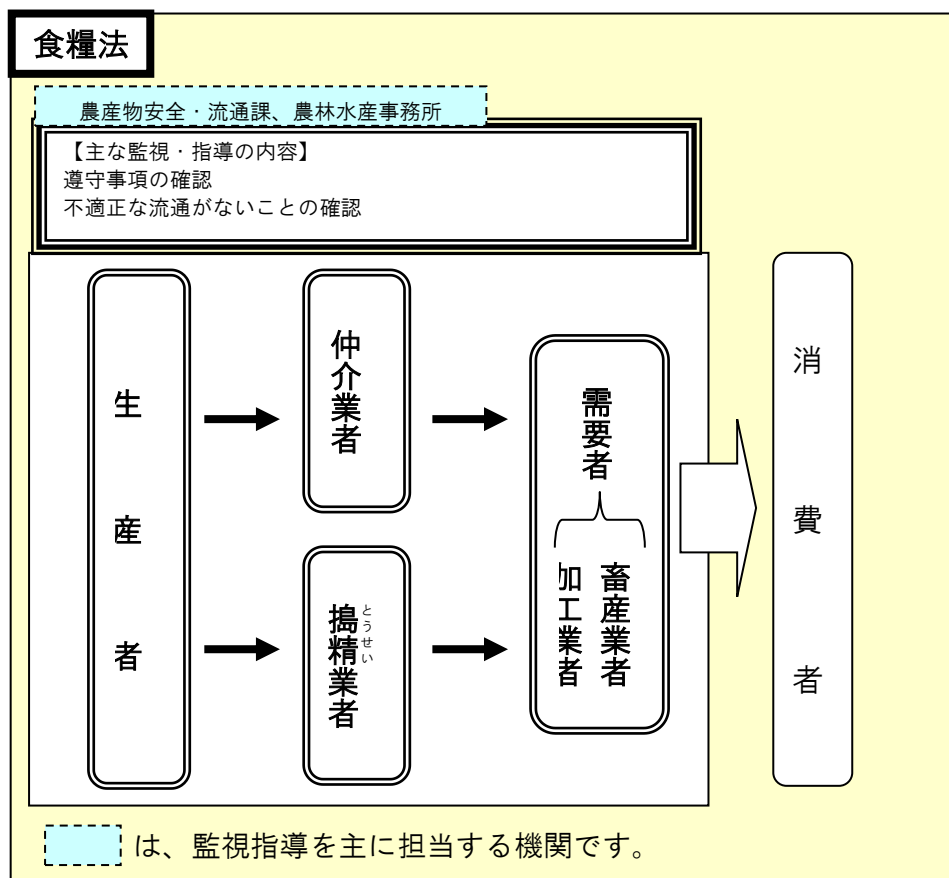 食糧法
農産物安全・流通課、農林水産事務所
【主な監視・指導の内容】
遵守事項の確認
不適正な流通がないことの確認
生産者
仲介業者
搗精業者
とうせい
需要者
畜産業者
加工業者
消費者
は、監視指導を主に担当する機関です。